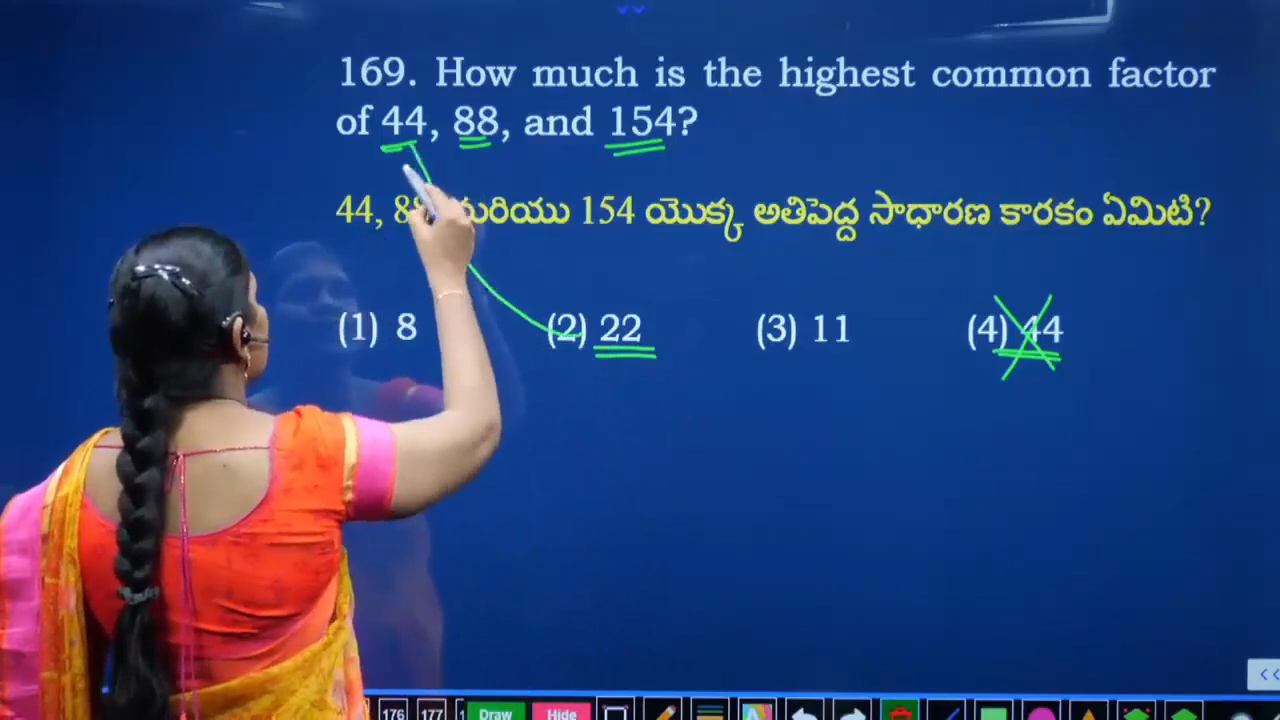 169. How much is the highest common factor
of 44, 88, and 154?
44, 88 మరియు 154 యొక్క అతిపెద్ద సాధారణ కారకం ఏమిటి?
(1) 8 (2) 22 (3) 11 (4) 44
176 177 Draw Hide